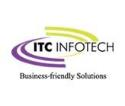 ITC INFOTECH
Business-friendly Solutions